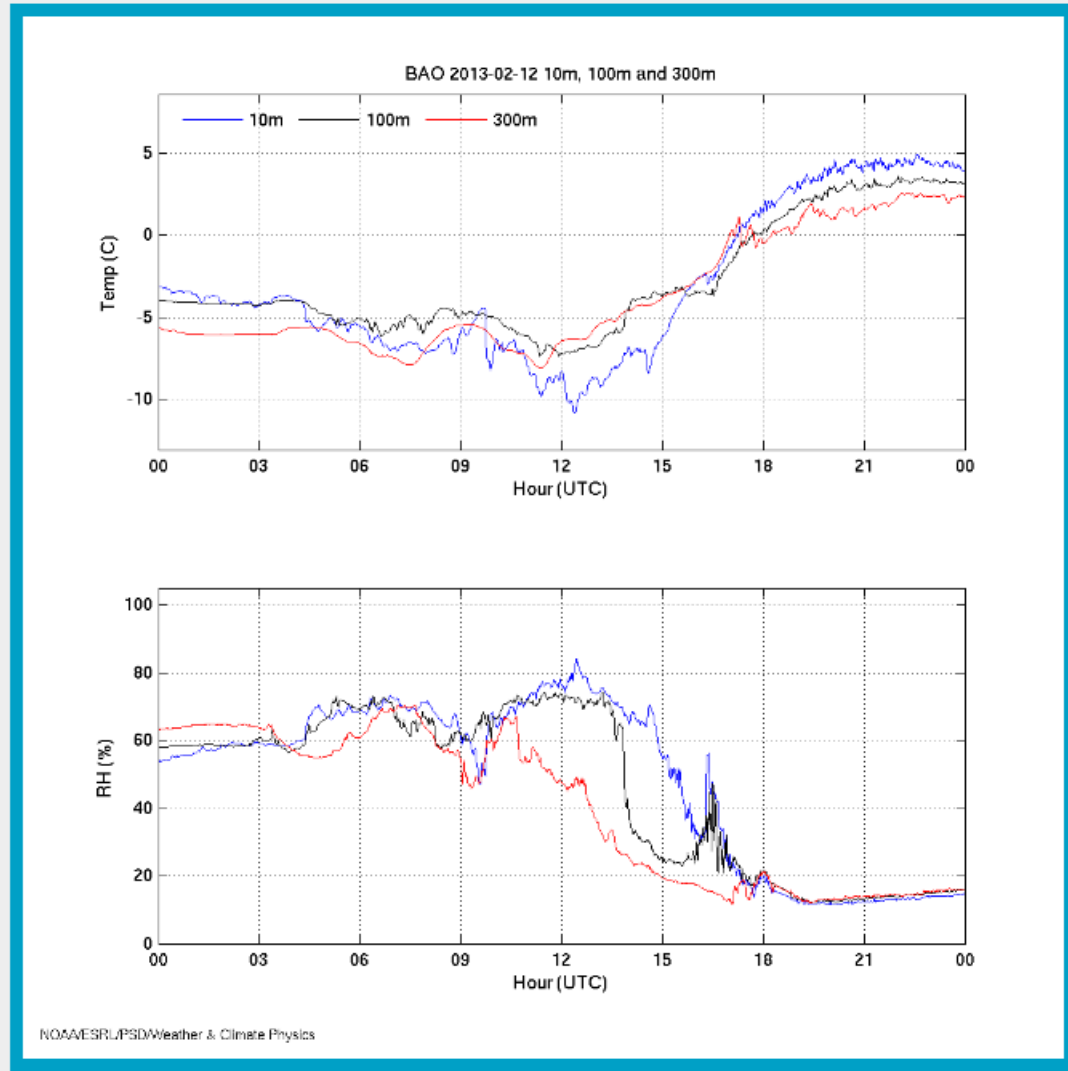 BAO 2013-02-12 10m, 100m and 300m
10m 100m 300m
5
0
-5
-10
Temp (C)
00 03 06 09 12 15 18 21 00
Hour (UTC)
100
80
60
40
20
0
RH (%)
00 03 06 09 12 15 18 21 00
Hour (UTC)
NOAA/ESRL/PSD/Weather & Climate Physics